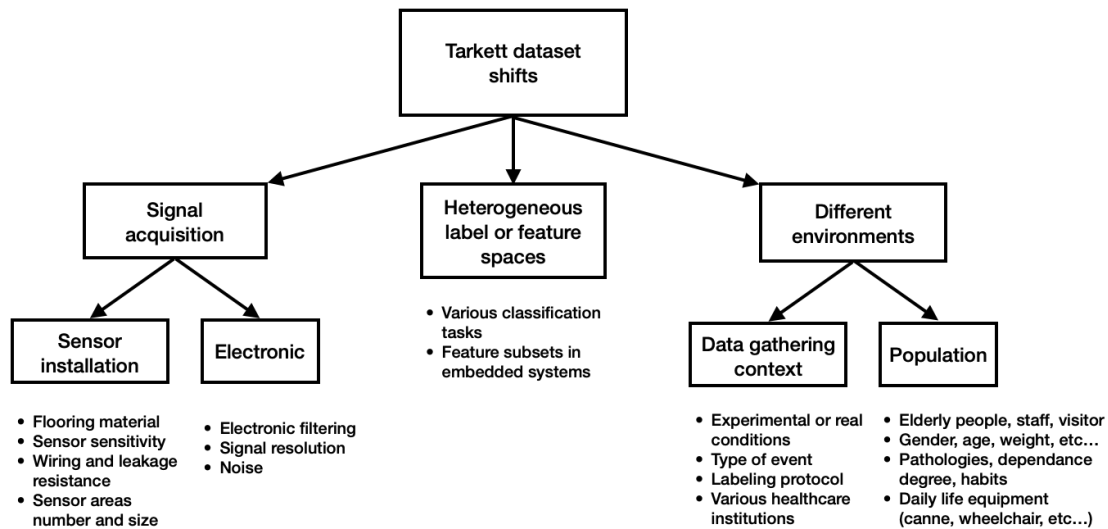 Tarkett dataset
shifts
Signal
acquisition
Heterogeneous
label or feature
spaces
Different
environments
Sensor
installation
Electronic
• Various classification
tasks
• Feature subsets in
embedded systems
Data gathering
context
Population
• Flooring material
• Sensor sensitivity
• Wiring and leakage
resistance
• Sensor areas
number and size
• Electronic filtering
• Signal resolution
• Noise
• Experimental or real
conditions
• Type of event
• Labeling protocol
• Various healthcare
institutions
• Elderly people, staff, visitor
• Gender, age, weight, etc...
• Pathologies, dependance
degree, habits
• Daily life equipment
(canne, wheelchair, etc...)